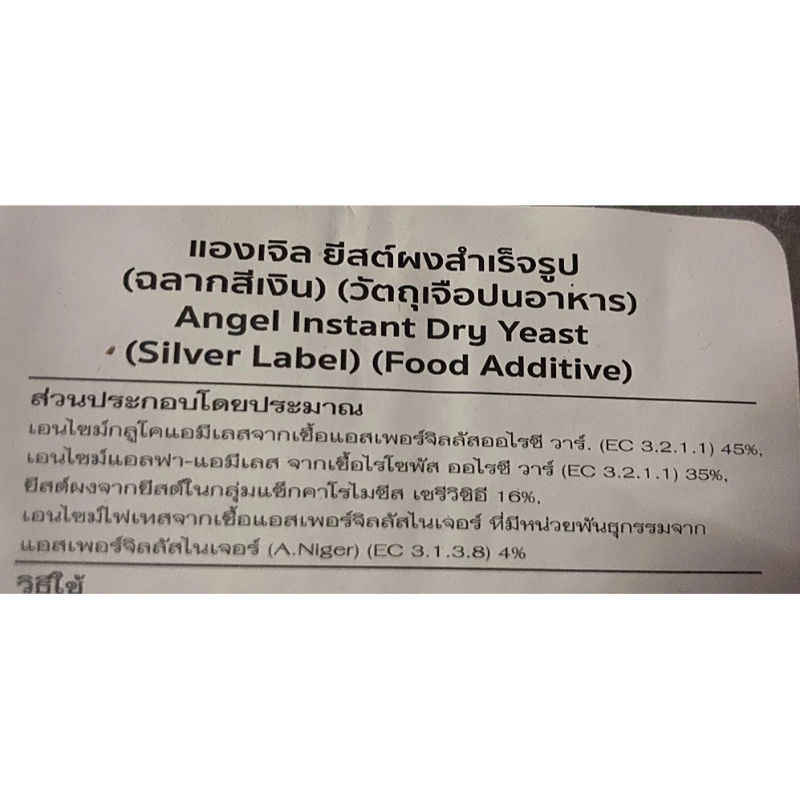 แองเจิล ยีสต์ผงสำเร็จรูป
(ฉลากสีเงิน) (วัตถุเจือปนอาหาร)
Angel Instant Dry Yeast
(Silver Label) (Food Additive)
ส่วนประกอบโดยประมาณ
เอนไซม์กลูโคแอมีเลสจากเชื้อแอสเพอร์จิลลัสออไรซี วาร์. (EC 3.2.1.1) 45%,
เอนไซม์แอลฟา-แอมีเลส จากเชื้อไรโซพัส ออไรซี วาร์ (EC 3.2.1.1) 35%,
ยีสต์ผงจากยีสต์ในกลุ่มแซ็กคาโรไมซีส เซรีวิซิอี 16%,
เอนไซม์ไฟเทสจากเชื้อแอสเพอร์จิลลัสไนเจอร์ ที่มีหน่วยพันธุกรรมจาก
แอสเพอร์จิลลัสไนเจอร์ (A.Niger) (EC 3.1.3.8) 4%
วิธีใช้